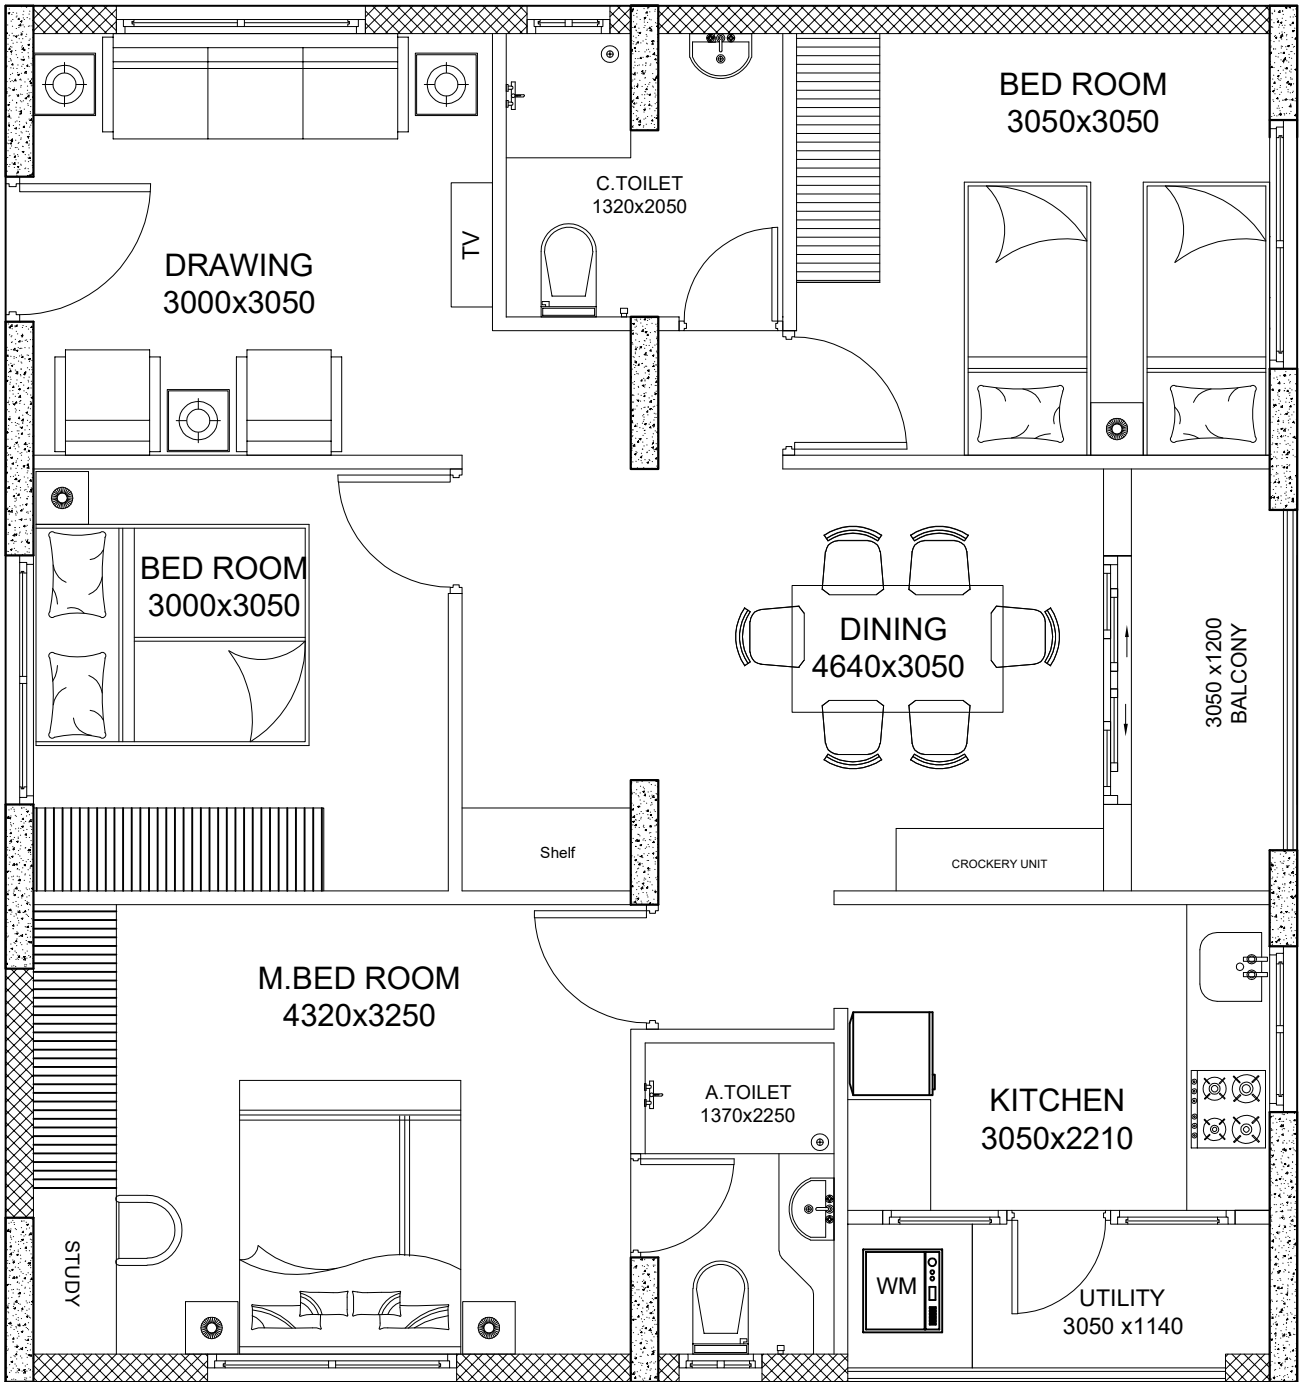 BED ROOM
3050x3050
C.TOILET
1320x2050
TV
DRAWING
3000x3050
BED ROOM
3000x3050
DINING
4640x3050
3050 x1200
BALCONY
Shelf
CROCKERY UNIT
M.BED ROOM
4320x3250
A.TOILET
1370x2250
KITCHEN
3050x2210
STUDY
WM
UTILITY
3050 x1140